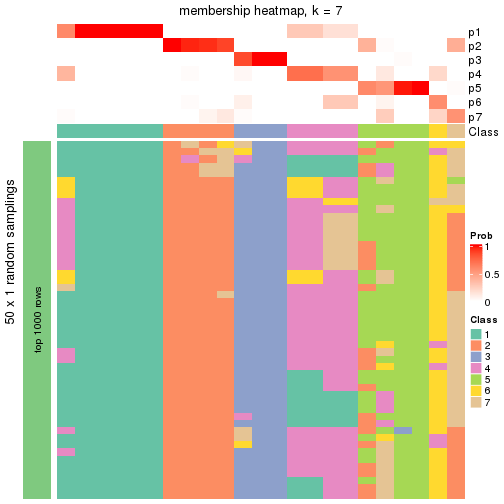 membership heatmap, k = 7
p1
p2
p3
p4
p5
p6
p7
Class
50 x 1 random samplings
top 1000 rows
Prob
1
0.5
0
Class
1
2
3
4
5
6
7